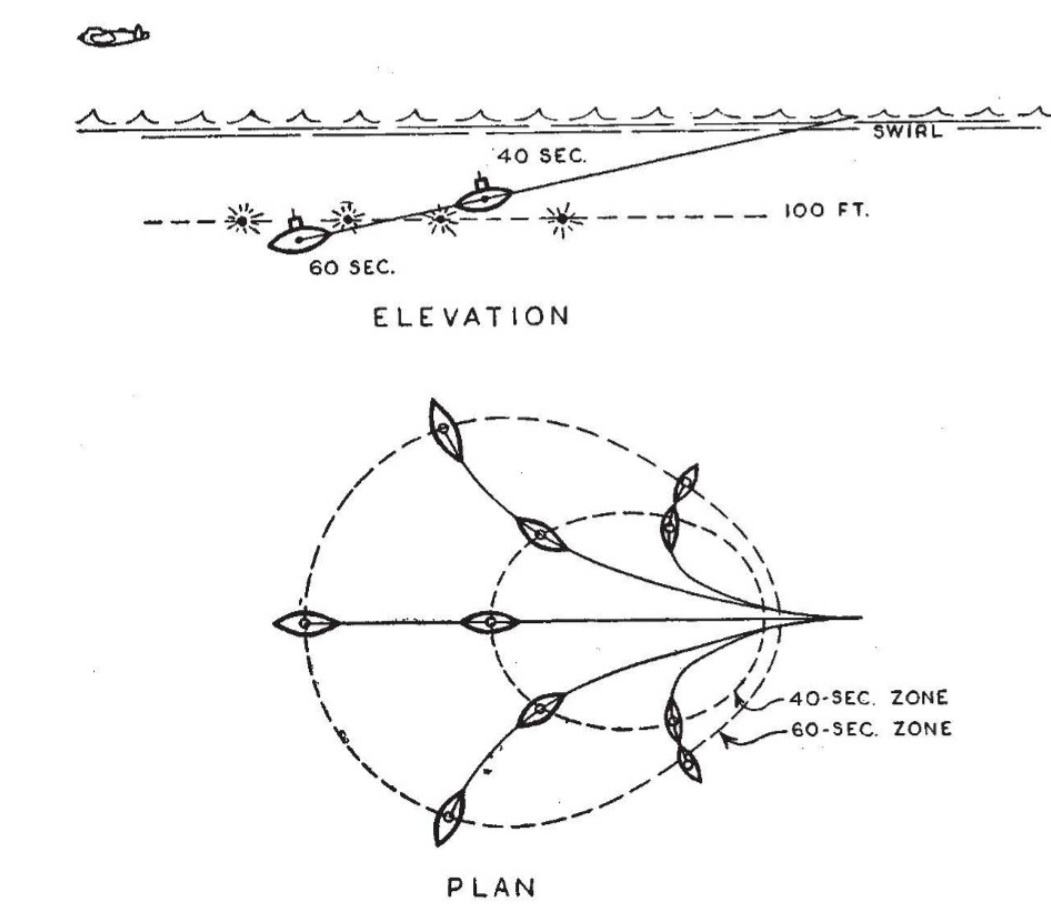 SWIRL
40 SEC.
100 FT.
60 SEC.
ELEVATION
40-SEC. ZONE
60-SEC. ZONE
PLAN